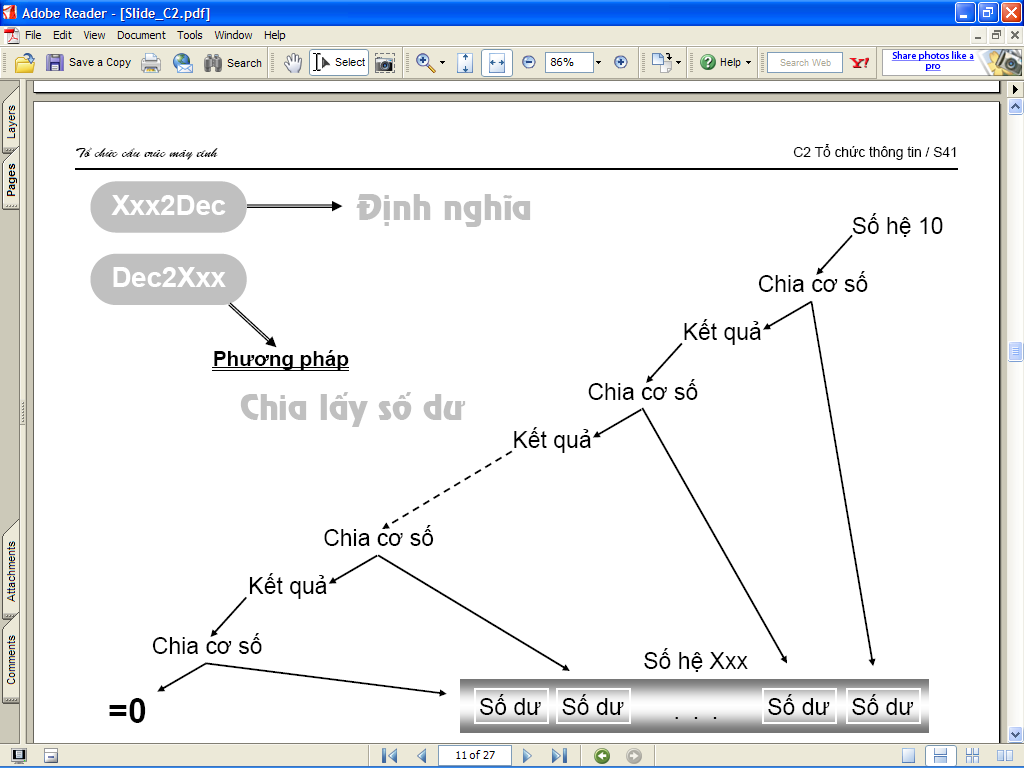 Adobe Reader - [Slide_C2.pdf]
File Edit View Document Tools Window Help
Save a Copy Search Select 86% Help Search Web Y! Share photos like a pro
Layers
Pages
Attachments
Comments
Tổ chức cấu trúc máy tính
C2 Tổ chức thông tin / S41
Xxx2Dec
Định nghĩa
Số hệ 10
Dec2Xxx
Chia cơ số
Kết quả
Phương pháp
Chia lấy số dư
Chia cơ số
Kết quả
Chia cơ số
Kết quả
Chia cơ số
Số hệ Xxx
=0
Số dư Số dư . . . Số dư Số dư
11 of 27